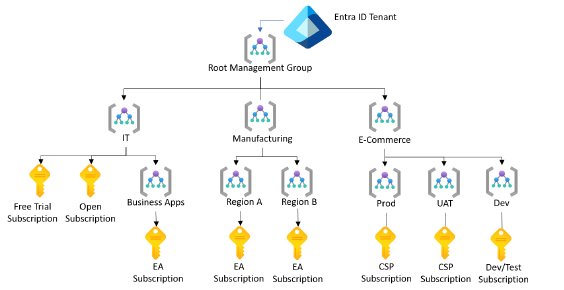 Entra ID Tenant
Root Management Group
IT
Manufacturing
E-Commerce
Free Trial
Subscription
Open
Subscription
Business Apps
Region A
Region B
Prod
UAT
Dev
EA
Subscription
EA
Subscription
EA
Subscription
CSP
Subscription
CSP
Subscription
Dev/Test
Subscription